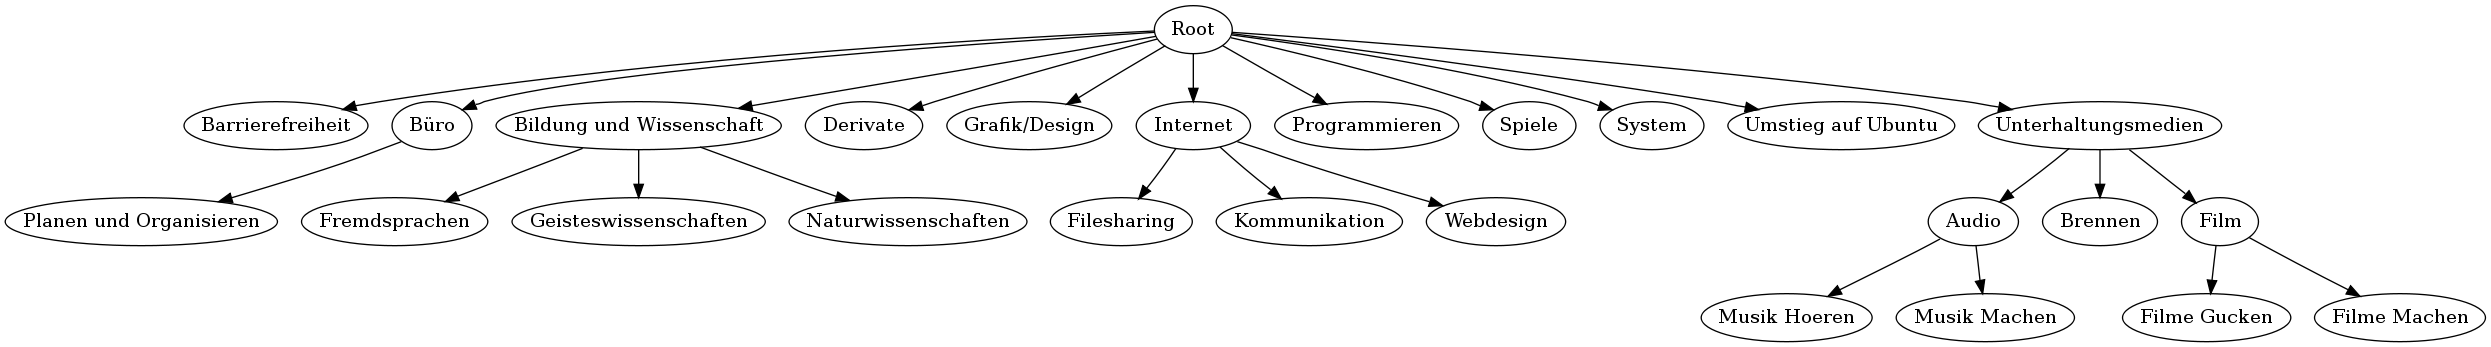 Root
Barrierefreiheit
Büro
Bildung und Wissenschaft
Derivate
Grafik/Design
Internet
Programmieren
Spiele
System
Umstieg auf Ubuntu
Unterhaltungsmedien
Planen und Organisieren
Fremdsprachen
Geisteswissenschaften
Naturwissenschaften
Filesharing
Kommunikation
Webdesign
Audio
Brennen
Film
Musik Hoeren
Musik Machen
Filme Gucken
Filme Machen